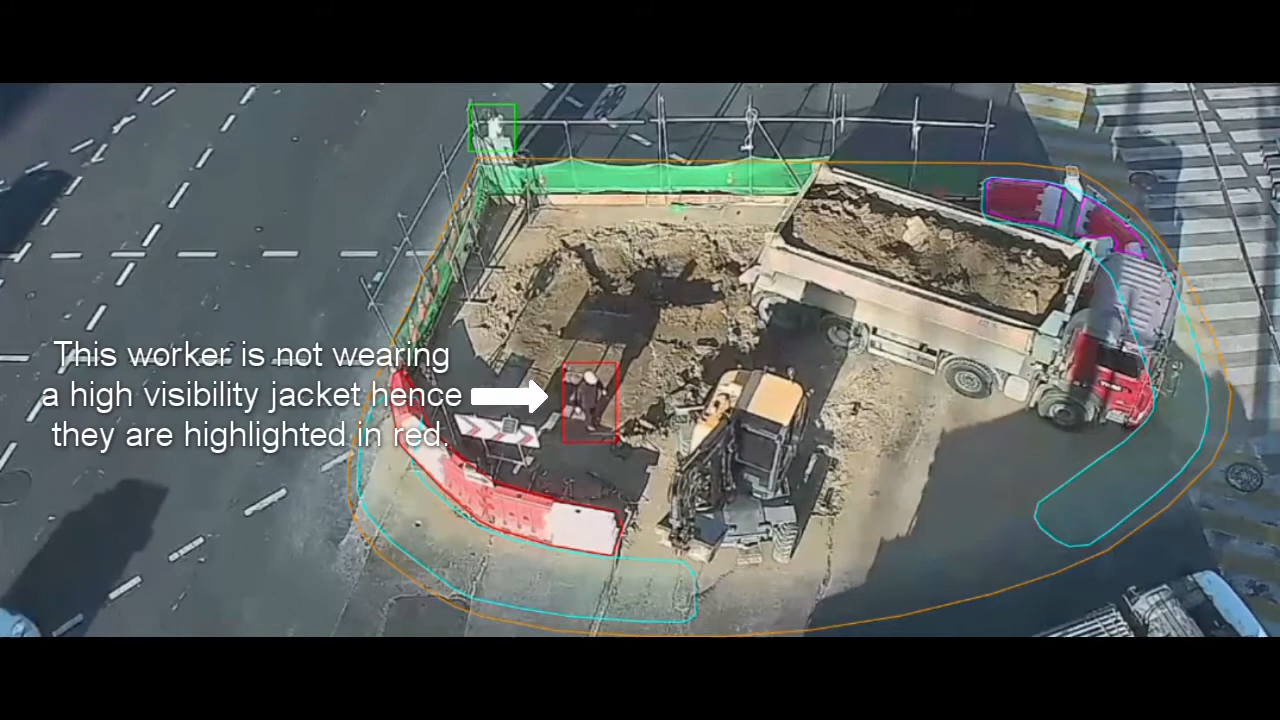 This worker is not wearing
a high visibility jacket hence
they are highlighted in red.